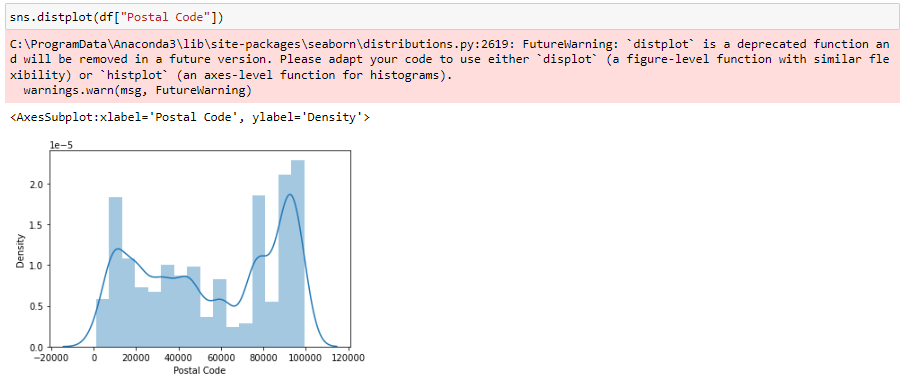 sns.distplot(df["Postal Code"])
C:\ProgramData\Anaconda3\lib\site-packages\seaborn\distributions.py:2619: FutureWarning: `distplot` is a deprecated function an
d will be removed in a future version. Please adapt your code to use either `displot` (a figure-level function with similar fle
xibility) or `histplot` (an axes-level function for histograms).
  warnings.warn(msg, FutureWarning)
<AxesSubplot:xlabel='Postal Code', ylabel='Density'>
1e−5
2.0
1.5
1.0
0.5
0.0
Density
−20000 0 20000 40000 60000 80000 100000 120000
Postal Code